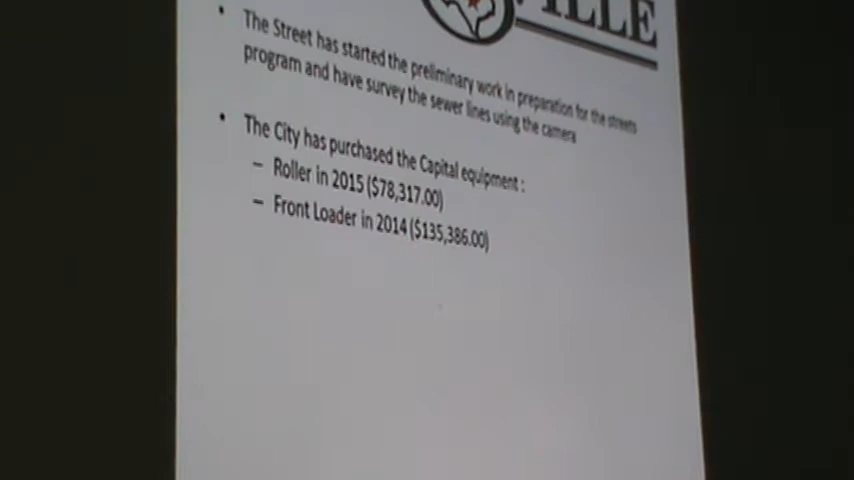 VILLE
• The Street has started the preliminary work in preparation for the streets
program and have survey the sewer lines using the camera
• The City has purchased the Capital equipment :
– Roller in 2015 ($78,317.00)
– Front Loader in 2014 ($135,386.00)